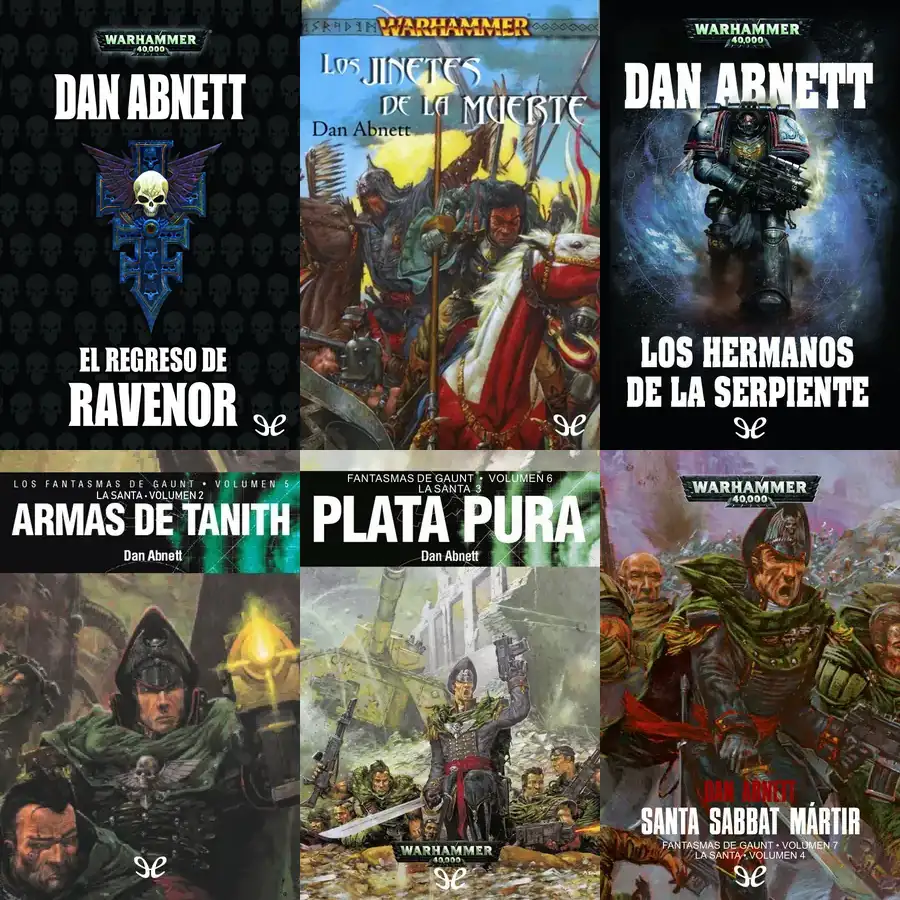 WARHAMMER
40,000
DAN ABNETT
EL REGRESO DE
RAVENOR
WARHAMMER
Los JINETES
DE LA MUERTE
Dan Abnett
WARHAMMER
40,000
DAN ABNETT
LOS HERMANOS
DE LA SERPIENTE
LOS FANTASMAS DE GAUNT • VOLUMEN 5
LA SANTA • VOLUMEN 2
ARMAS DE TANITH
Dan Abnett
FANTASMAS DE GAUNT • VOLUMEN 6
LA SANTA 3
PLATA PURA
Dan Abnett
WARHAMMER
40,000
WARHAMMER
40,000
DAN ABNETT
SANTA SABBAT MÁRTIR
FANTASMAS DE GAUNT • VOLUMEN 7
LA SANTA • VOLUMEN 4